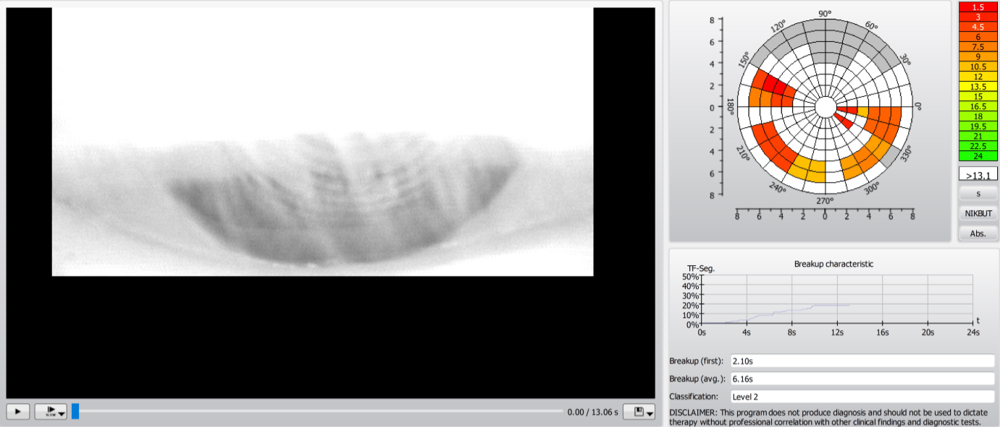 8
6
4
2
0
2
4
6
8
90°
120°
60°
150°
30°
180°
0°
210°
330°
240°
300°
270°
8 6 4 2 0 2 4 6 8
1.5
3
4.5
6
7.5
9
10.5
12
13.5
15
16.5
18
19.5
21
22.5
24
>13.1
s
NIKBUT
Abs.
Breakup characteristic
TF-Seg.
50%
40%
30%
20%
10%
0%
t
0s 4s 8s 12s 16s 20s 24s
Breakup (first): 2.10s
Breakup (avg.): 6.16s
Classification: Level 2
DISCLAIMER: This program does not produce diagnosis and should not be used to dictate
therapy without professional correlation with other clinical findings and diagnostic tests.
SLOW
0.00 / 13.06 s